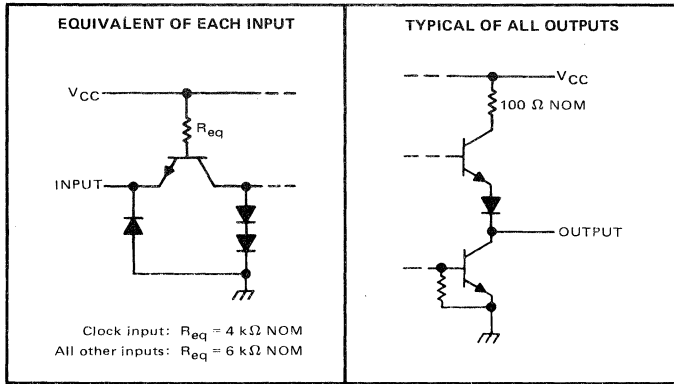 EQUIVALENT OF EACH INPUT
VCC
Req
INPUT
Clock input: Req = 4 kΩ NOM
All other inputs: Req = 6 kΩ NOM
TYPICAL OF ALL OUTPUTS
VCC
100 Ω NOM
OUTPUT